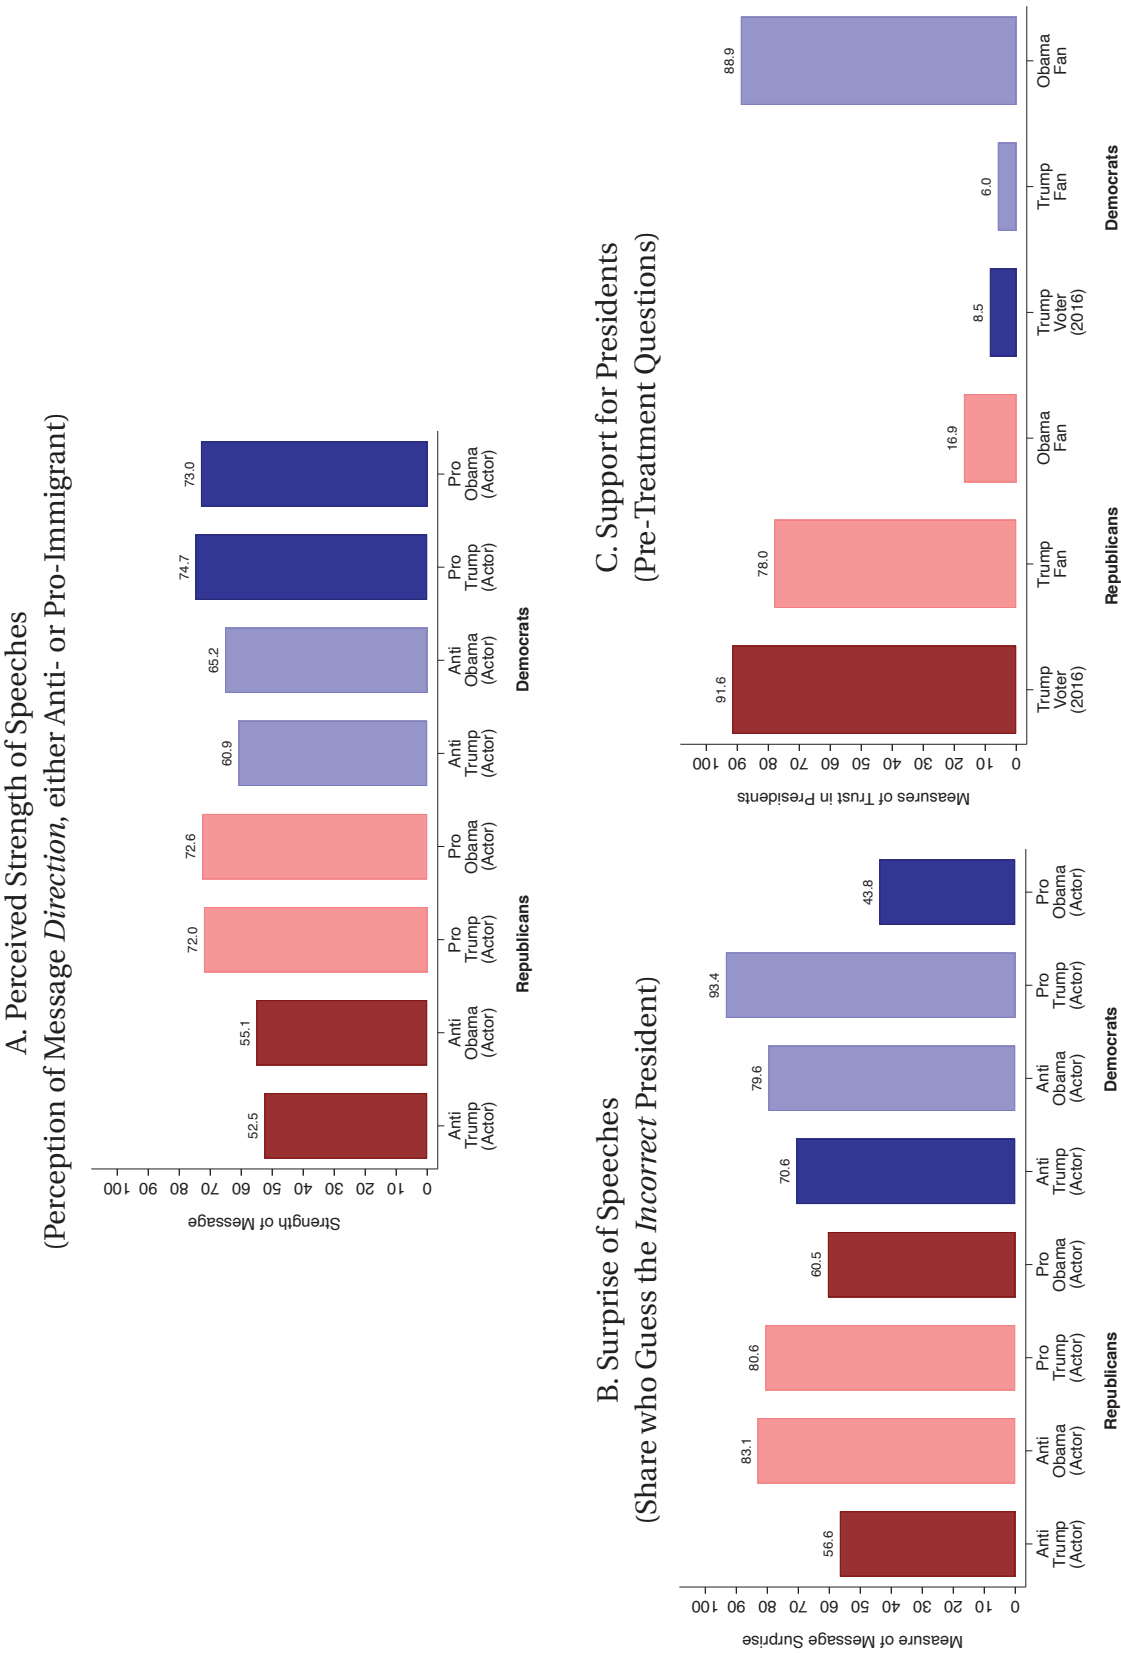 A. Perceived Strength of Speeches
(Perception of Message Direction, either Anti- or Pro-Immigrant)
Strength of Message
0 10 20 30 40 50 60 70 80 90 100
52.5
55.1
72.0
72.6
60.9
65.2
74.7
73.0
Anti
Trump
(Actor)
Anti
Obama
(Actor)
Pro
Trump
(Actor)
Pro
Obama
(Actor)
Anti
Trump
(Actor)
Anti
Obama
(Actor)
Pro
Trump
(Actor)
Pro
Obama
(Actor)
Republicans
Democrats
B. Surprise of Speeches
(Share who Guess the Incorrect President)
Measure of Message Surprise
0 10 20 30 40 50 60 70 80 90 100
56.6
83.1
80.6
60.5
70.6
79.6
93.4
43.8
Anti
Trump
(Actor)
Anti
Obama
(Actor)
Pro
Trump
(Actor)
Pro
Obama
(Actor)
Anti
Trump
(Actor)
Anti
Obama
(Actor)
Pro
Trump
(Actor)
Pro
Obama
(Actor)
Republicans
Democrats
C. Support for Presidents
(Pre-Treatment Questions)
Measures of Trust in Presidents
0 10 20 30 40 50 60 70 80 90 100
91.6
78.0
16.9
8.5
6.0
88.9
Trump
Voter
(2016)
Trump
Fan
Obama
Fan
Trump
Voter
(2016)
Trump
Fan
Obama
Fan
Republicans
Democrats